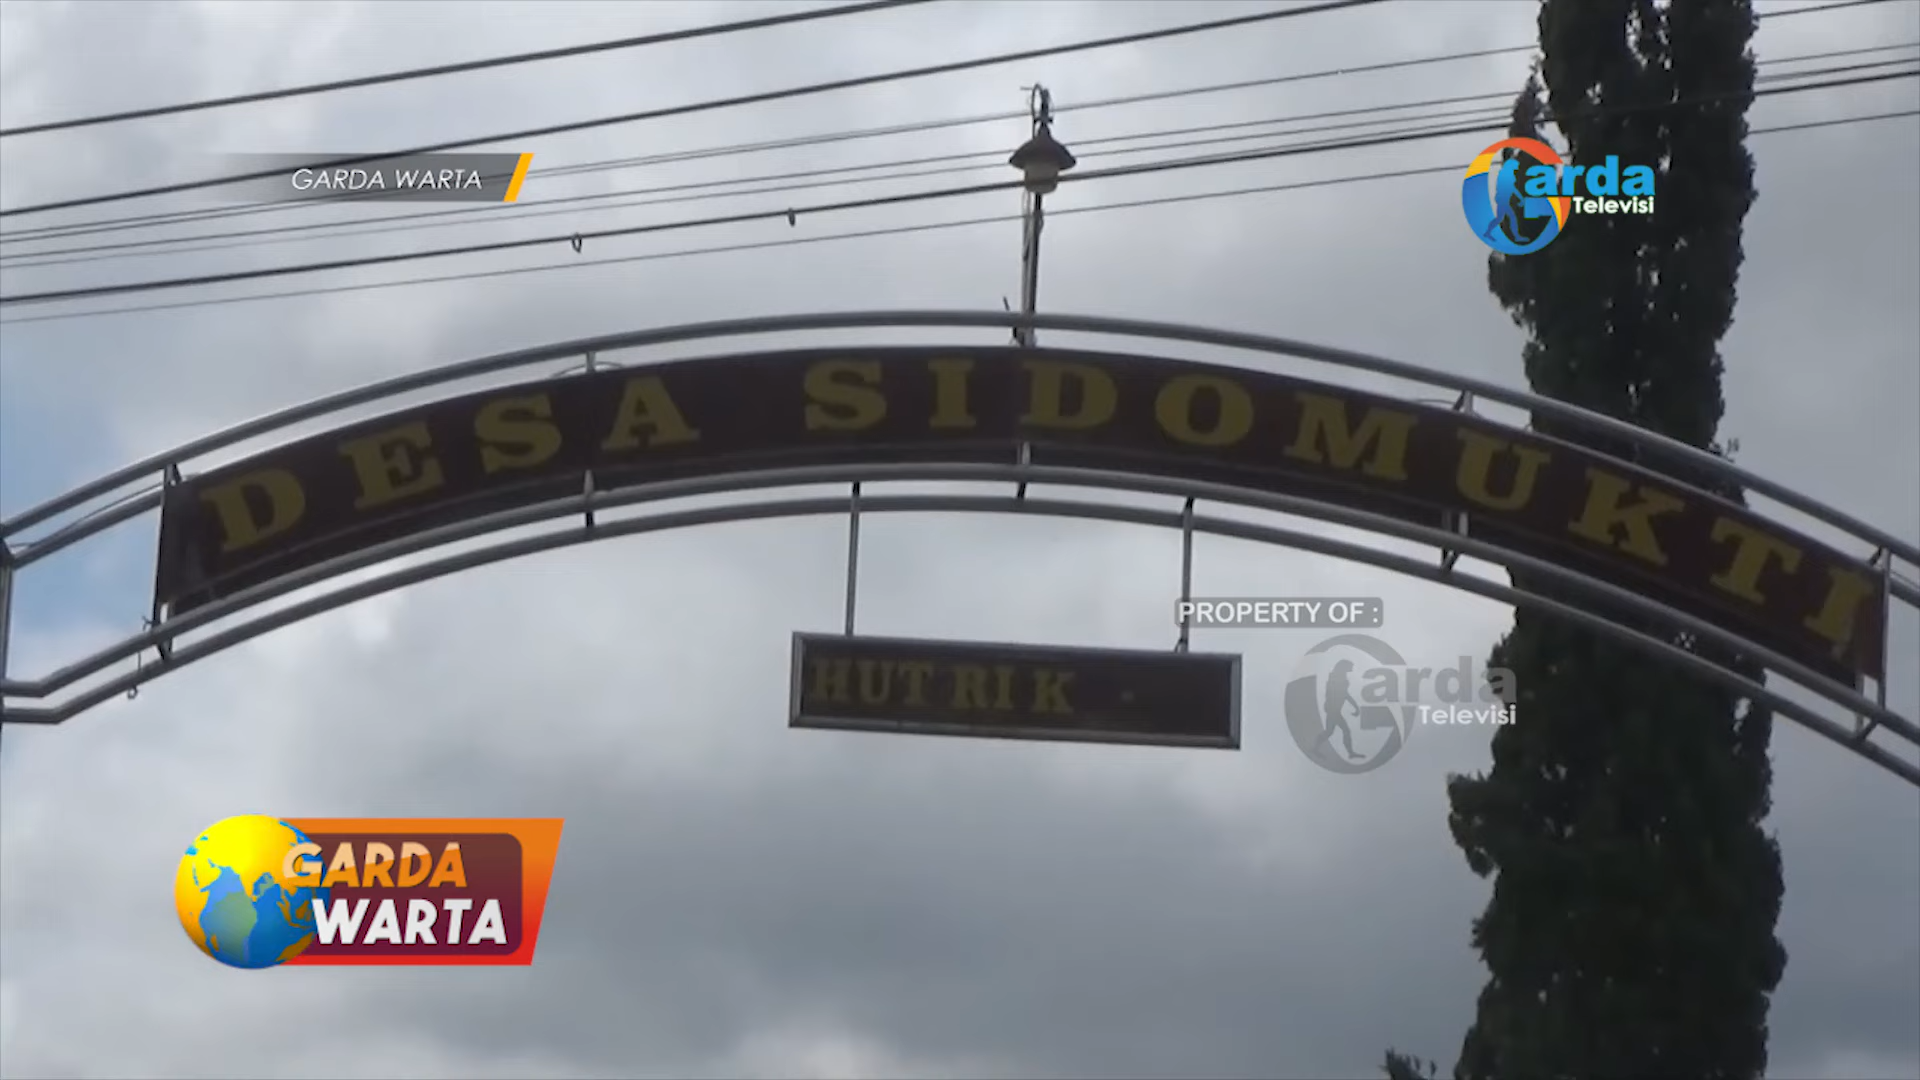 GARDA WARTA
Garda
Televisi
DESA SIDOMUKTI
HUT RI K
PROPERTY OF :
Garda
Televisi
GARDA
WARTA